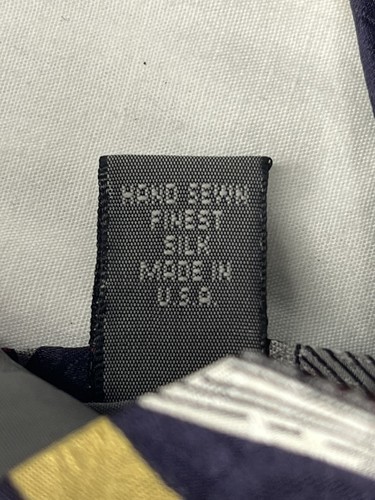 HAND SEWN
FINEST
SILK
MADE IN
U.S.A.